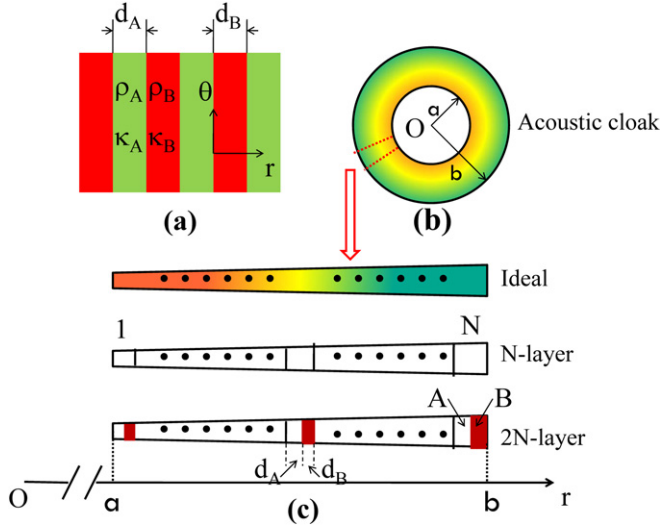 d_A d_B
ρ_A ρ_B θ
κ_A κ_B
r
(a)
O a
b
Acoustic cloak
(b)
Ideal
1 N
N-layer
A B
2N-layer
d_A d_B
O a (c) b r